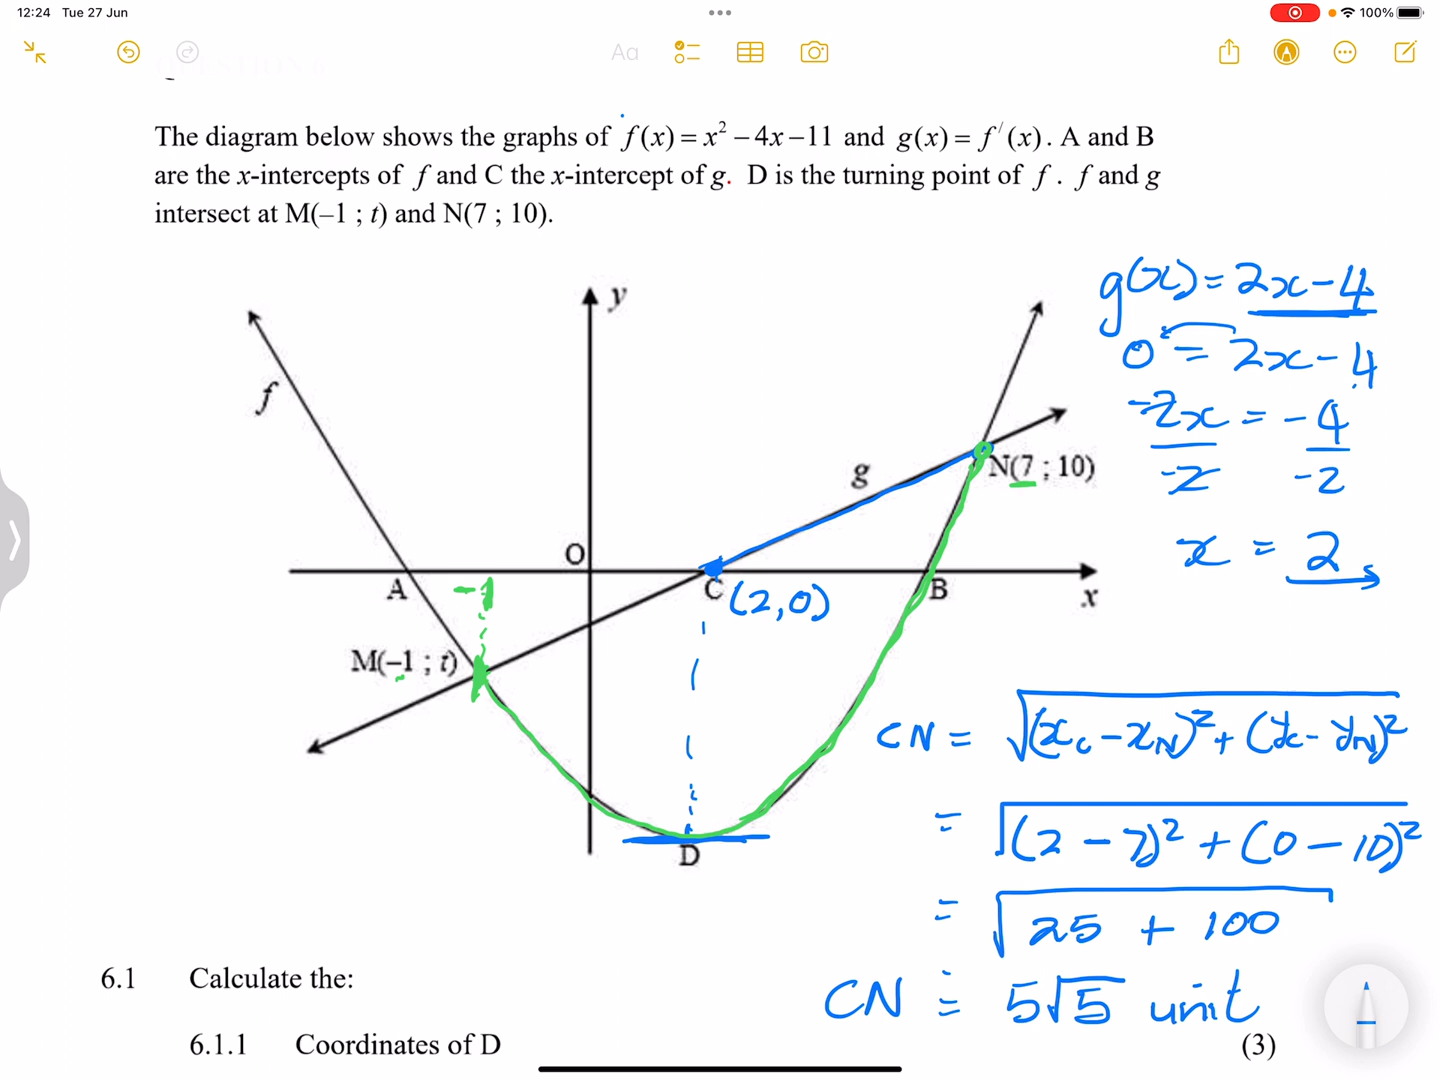 12:24 Tue 27 Jun
100%
Aa
The diagram below shows the graphs of f(x) = x² – 4x – 11 and g(x) = f′(x). A and B
are the x-intercepts of f and C the x-intercept of g. D is the turning point of f. f and g
intersect at M(–1 ; t) and N(7 ; 10).
g(x) = 2x – 4
0 = 2x – 4
-2x = -4
-2 -2
x = 2
y
f
g
N(7 ; 10)
O
A
-1
C
(2,0)
B
x
M(–1 ; t)
D
CN = √(x_C – x_N)² + (y_C – y_N)²
= √(2 – 7)² + (0 – 10)²
= √25 + 100
CN = 5√5 unit
6.1 Calculate the:
6.1.1 Coordinates of D (3)